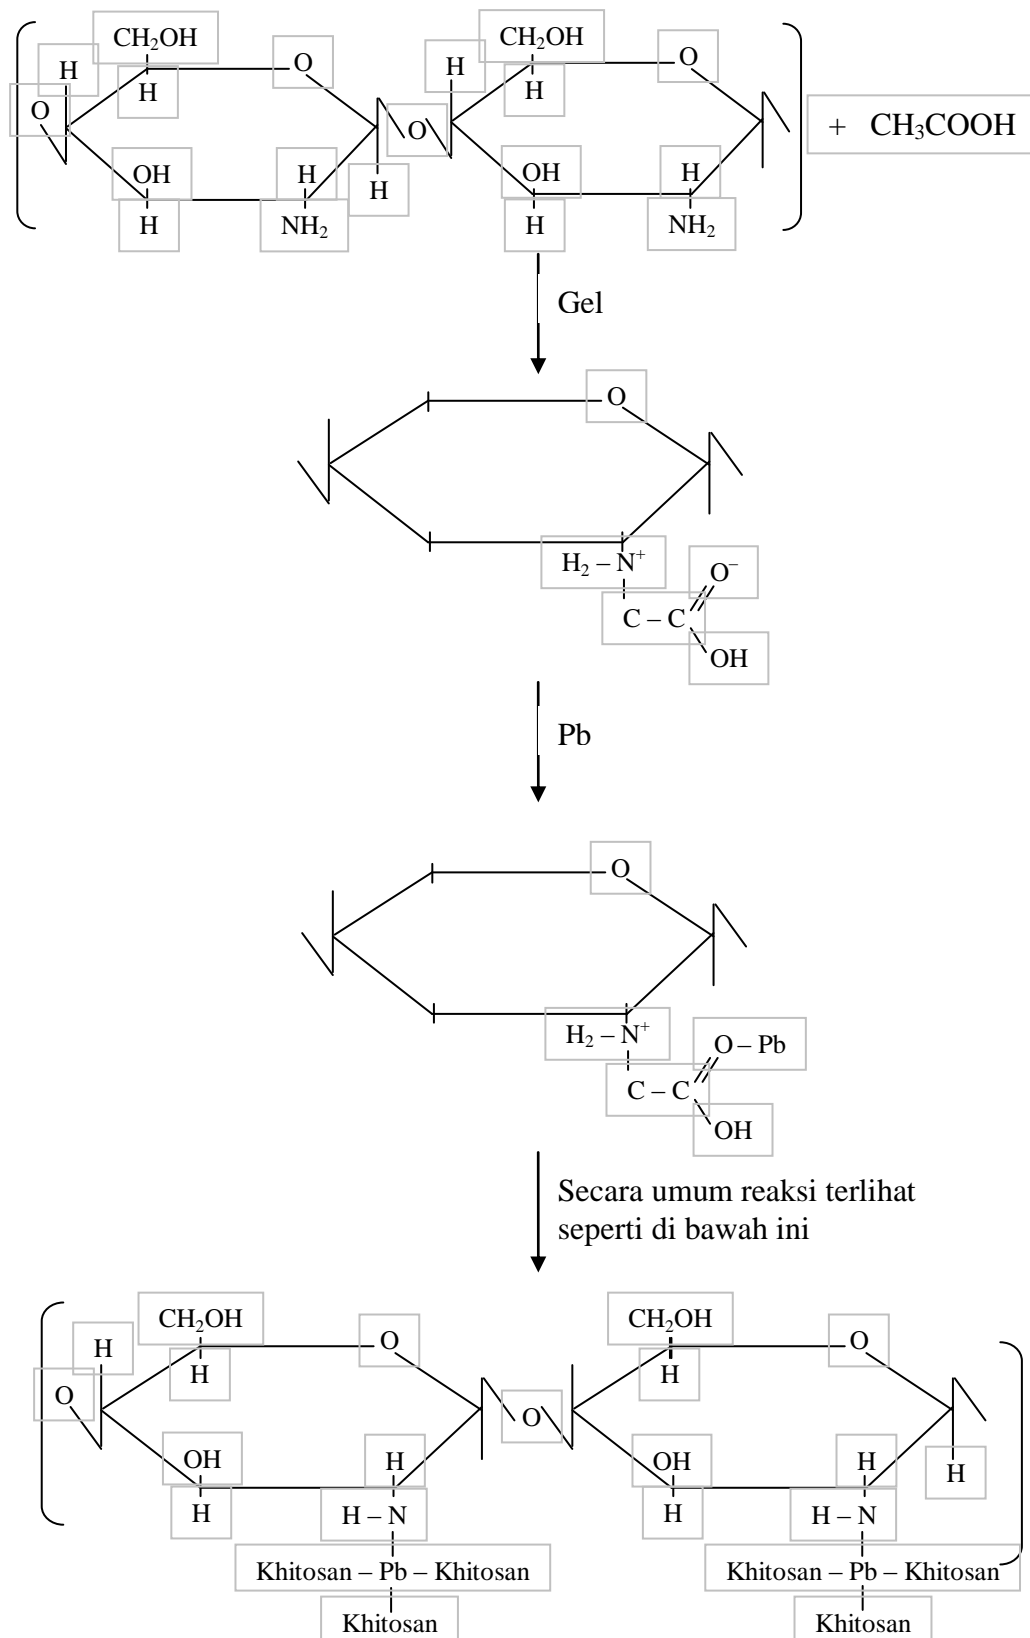 CH₂OH CH₂OH
H O H O
H H
O O + CH₃COOH
OH H OH H
H
H NH₂ H NH₂
Gel
O
H₂ – N⁺ O⁻
C – C
OH
Pb
O
H₂ – N⁺ O – Pb
C – C
OH
Secara umum reaksi terlihat
seperti di bawah ini
CH₂OH CH₂OH
H O O
H H
O O
OH H OH H H
H H – N H H – N
Khitosan – Pb – Khitosan Khitosan – Pb – Khitosan
Khitosan Khitosan